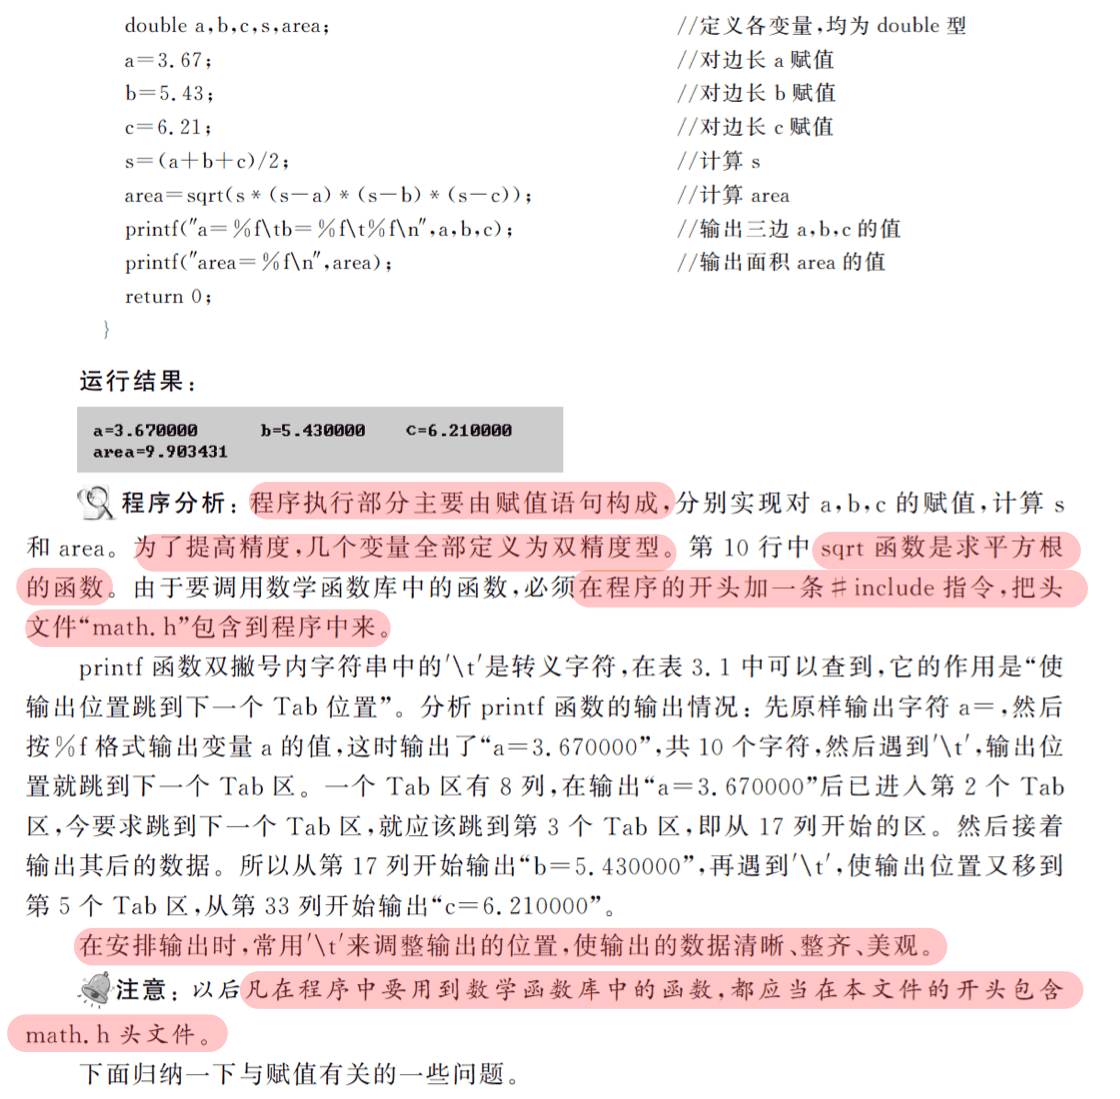 double a,b,c,s,area; //定义各变量,均为 double 型
a=3.67; //对边长 a 赋值
b=5.43; //对边长 b 赋值
c=6.21; //对边长 c 赋值
s=(a+b+c)/2; //计算 s
area=sqrt(s*(s-a)*(s-b)*(s-c)); //计算 area
printf("a=%f\tb=%f\t%f\n",a,b,c); //输出三边 a,b,c 的值
printf("area=%f\n",area); //输出面积 area 的值
return 0;
}
运行结果:
a=3.670000 b=5.430000 C=6.210000
area=9.903431
程序分析:程序执行部分主要由赋值语句构成,分别实现对 a,b,c 的赋值,计算 s
和 area。为了提高精度,几个变量全部定义为双精度型。第 10 行中 sqrt 函数是求平方根
的函数。由于要调用数学函数库中的函数,必须在程序的开头加一条#include 指令,把头
文件“math.h”包含到程序中来。
printf 函数双撇号内字符串中的'\t'是转义字符,在表 3.1 中可以查到,它的作用是“使
输出位置跳到下一个 Tab 位置”。分析 printf 函数的输出情况:先原样输出字符 a=,然后
按%f 格式输出变量 a 的值,这时输出了“a=3.670000”,共 10 个字符,然后遇到'\t',输出位
置就跳到下一个 Tab 区。一个 Tab 区有 8 列,在输出“a=3.670000”后已进入第 2 个 Tab
区,今要求跳到下一个 Tab 区,就应该跳到第 3 个 Tab 区,即从 17 列开始的区。然后接着
输出其后的数据。所以从第 17 列开始输出“b=5.430000”,再遇到'\t',使输出位置又移到
第 5 个 Tab 区,从第 33 列开始输出“c=6.210000”。
在安排输出时,常用'\t'来调整输出的位置,使输出的数据清晰、整齐、美观。
注意:以后凡在程序中要用到数学函数库中的函数,都应当在本文件的开头包含
math.h 头文件。
下面归纳一下与赋值有关的一些问题。